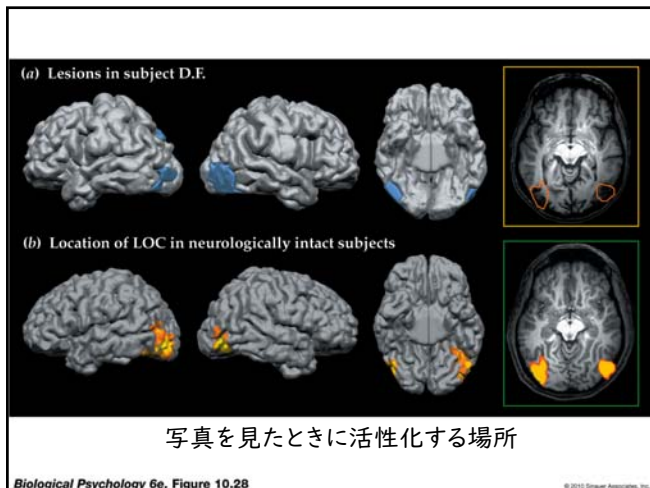 (a) Lesions in subject D.F.
(b) Location of LOC in neurologically intact subjects
写真を見たときに活性化する場所
Biological Psychology 6e, Figure 10.28
© 2010 Sinauer Associates, Inc.